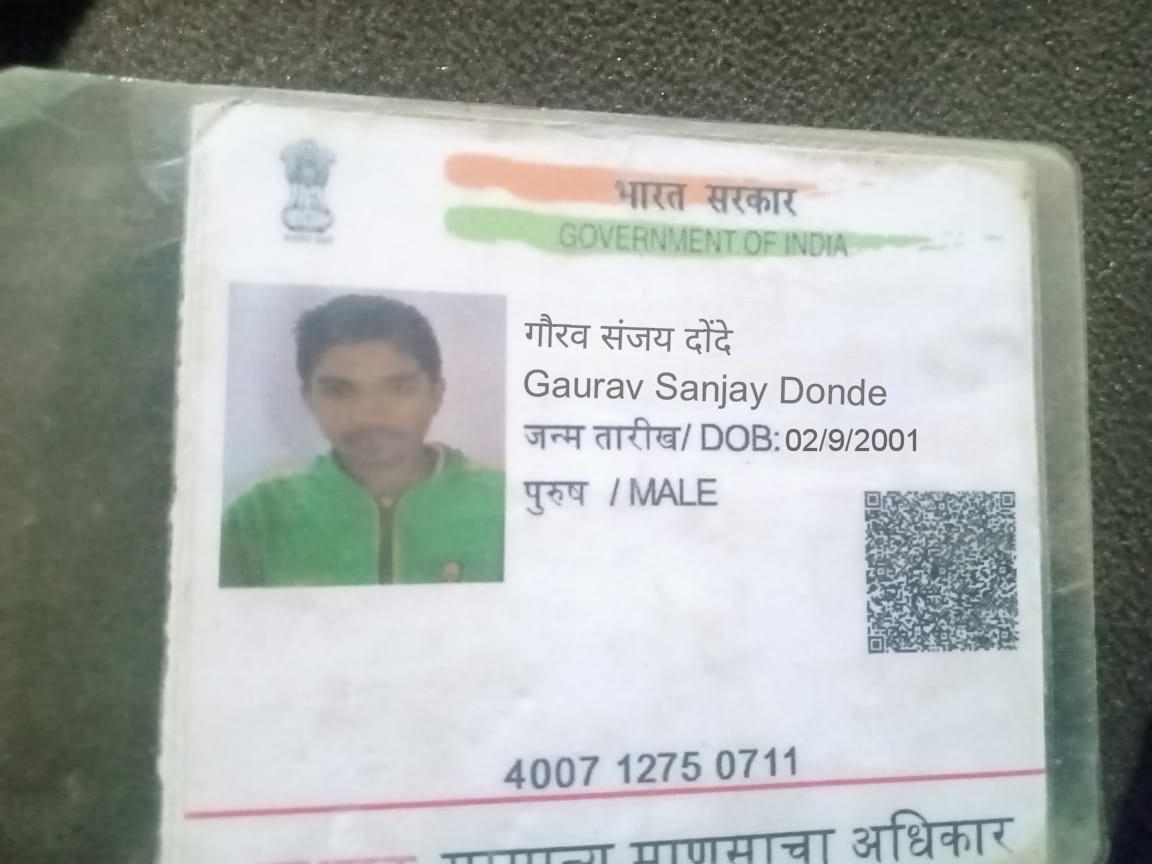 भारत सरकार
GOVERNMENT OF INDIA
गौरव संजय दोंदे
Gaurav Sanjay Donde
जन्म तारीख/ DOB: 02/9/2001
पुरुष / MALE
4007 1275 0711
माणसाचा अधिकार